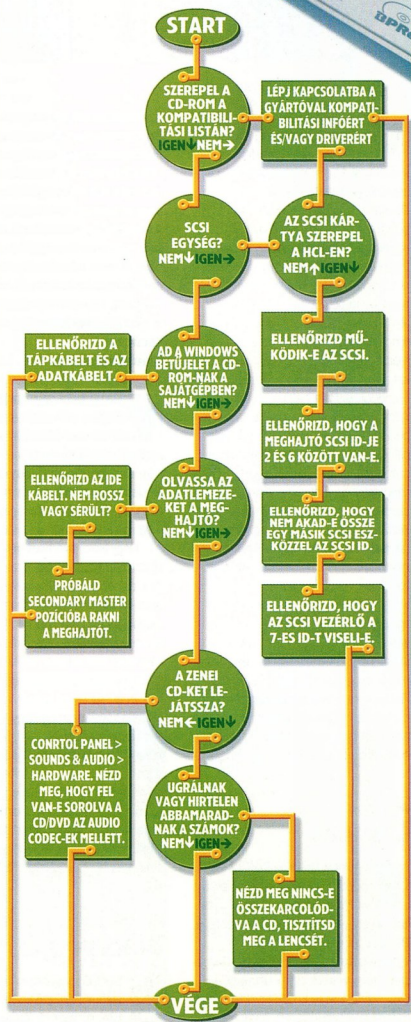 START
SZEREPEL A
CD-ROM A
KOMPATIBILI-
TÁSI LISTÁN?
IGEN↓NEM→
LÉPJ KAPCSOLATBA A
GYÁRTÓVAL KOMPATI-
BILITÁSI INFÓÉRT
ÉS/VAGY DRIVERÉRT
SCSI
EGYSÉG?
NEM↓IGEN→
AZ SCSI KÁR-
TYA SZEREPEL
A HCL-EN?
NEM↑IGEN↓
ELLENŐRIZD MŰ-
KÖDIK-E AZ SCSI.
ELLENŐRIZD, HOGY A
MEGHAJTÓ SCSI ID-JE
2 ÉS 6 KÖZÖTT VAN-E.
ELLENŐRIZD, HOGY
NEM AKAD-E ÖSSZE
EGY MÁSIK SCSI ESZ-
KÖZZEL AZ SCSI ID.
ELLENŐRIZD, HOGY
AZ SCSI VEZÉRLŐ A
7-ES ID-T VISELI-E.
AD A WINDOWS
BETŰJELET A CD-
ROM-NAK A
SAJÁTGÉPBEN?
NEM↓IGEN→
ELLENŐRIZD A
TÁPKÁBELT ÉS AZ
ADATKÁBELT.
OLVASSA AZ
ADATLEMEZE-
KET A MEG-
HAJTÓ?
NEM↓IGEN→
ELLENŐRIZD AZ IDE
KÁBELT. NEM ROSSZ
VAGY SÉRÜLT?
PRÓBÁLD
SECONDARY MASTER
POZÍCIÓBA RAKNI
A MEGHAJTÓT.
A ZENEI
CD-KET LE-
JÁTSSZA?
NEM←IGEN↓
CONRTOL PANEL >
SOUNDS & AUDIO >
HARDWARE. NÉZD
MEG, HOGY FEL
VAN-E SOROLVA A
CD/DVD AZ AUDIO
CODEC-EK MELLETT.
UGRÁLNAK
VAGY HIRTELEN
ABBAMARAD-
NAK A SZÁMOK?
NEM↓IGEN→
NÉZD MEG NINCS-E
ÖSSZEKARCOLÓD-
VA A CD, TISZTÍTSD
MEG A LENCSÉT.
VÉGE